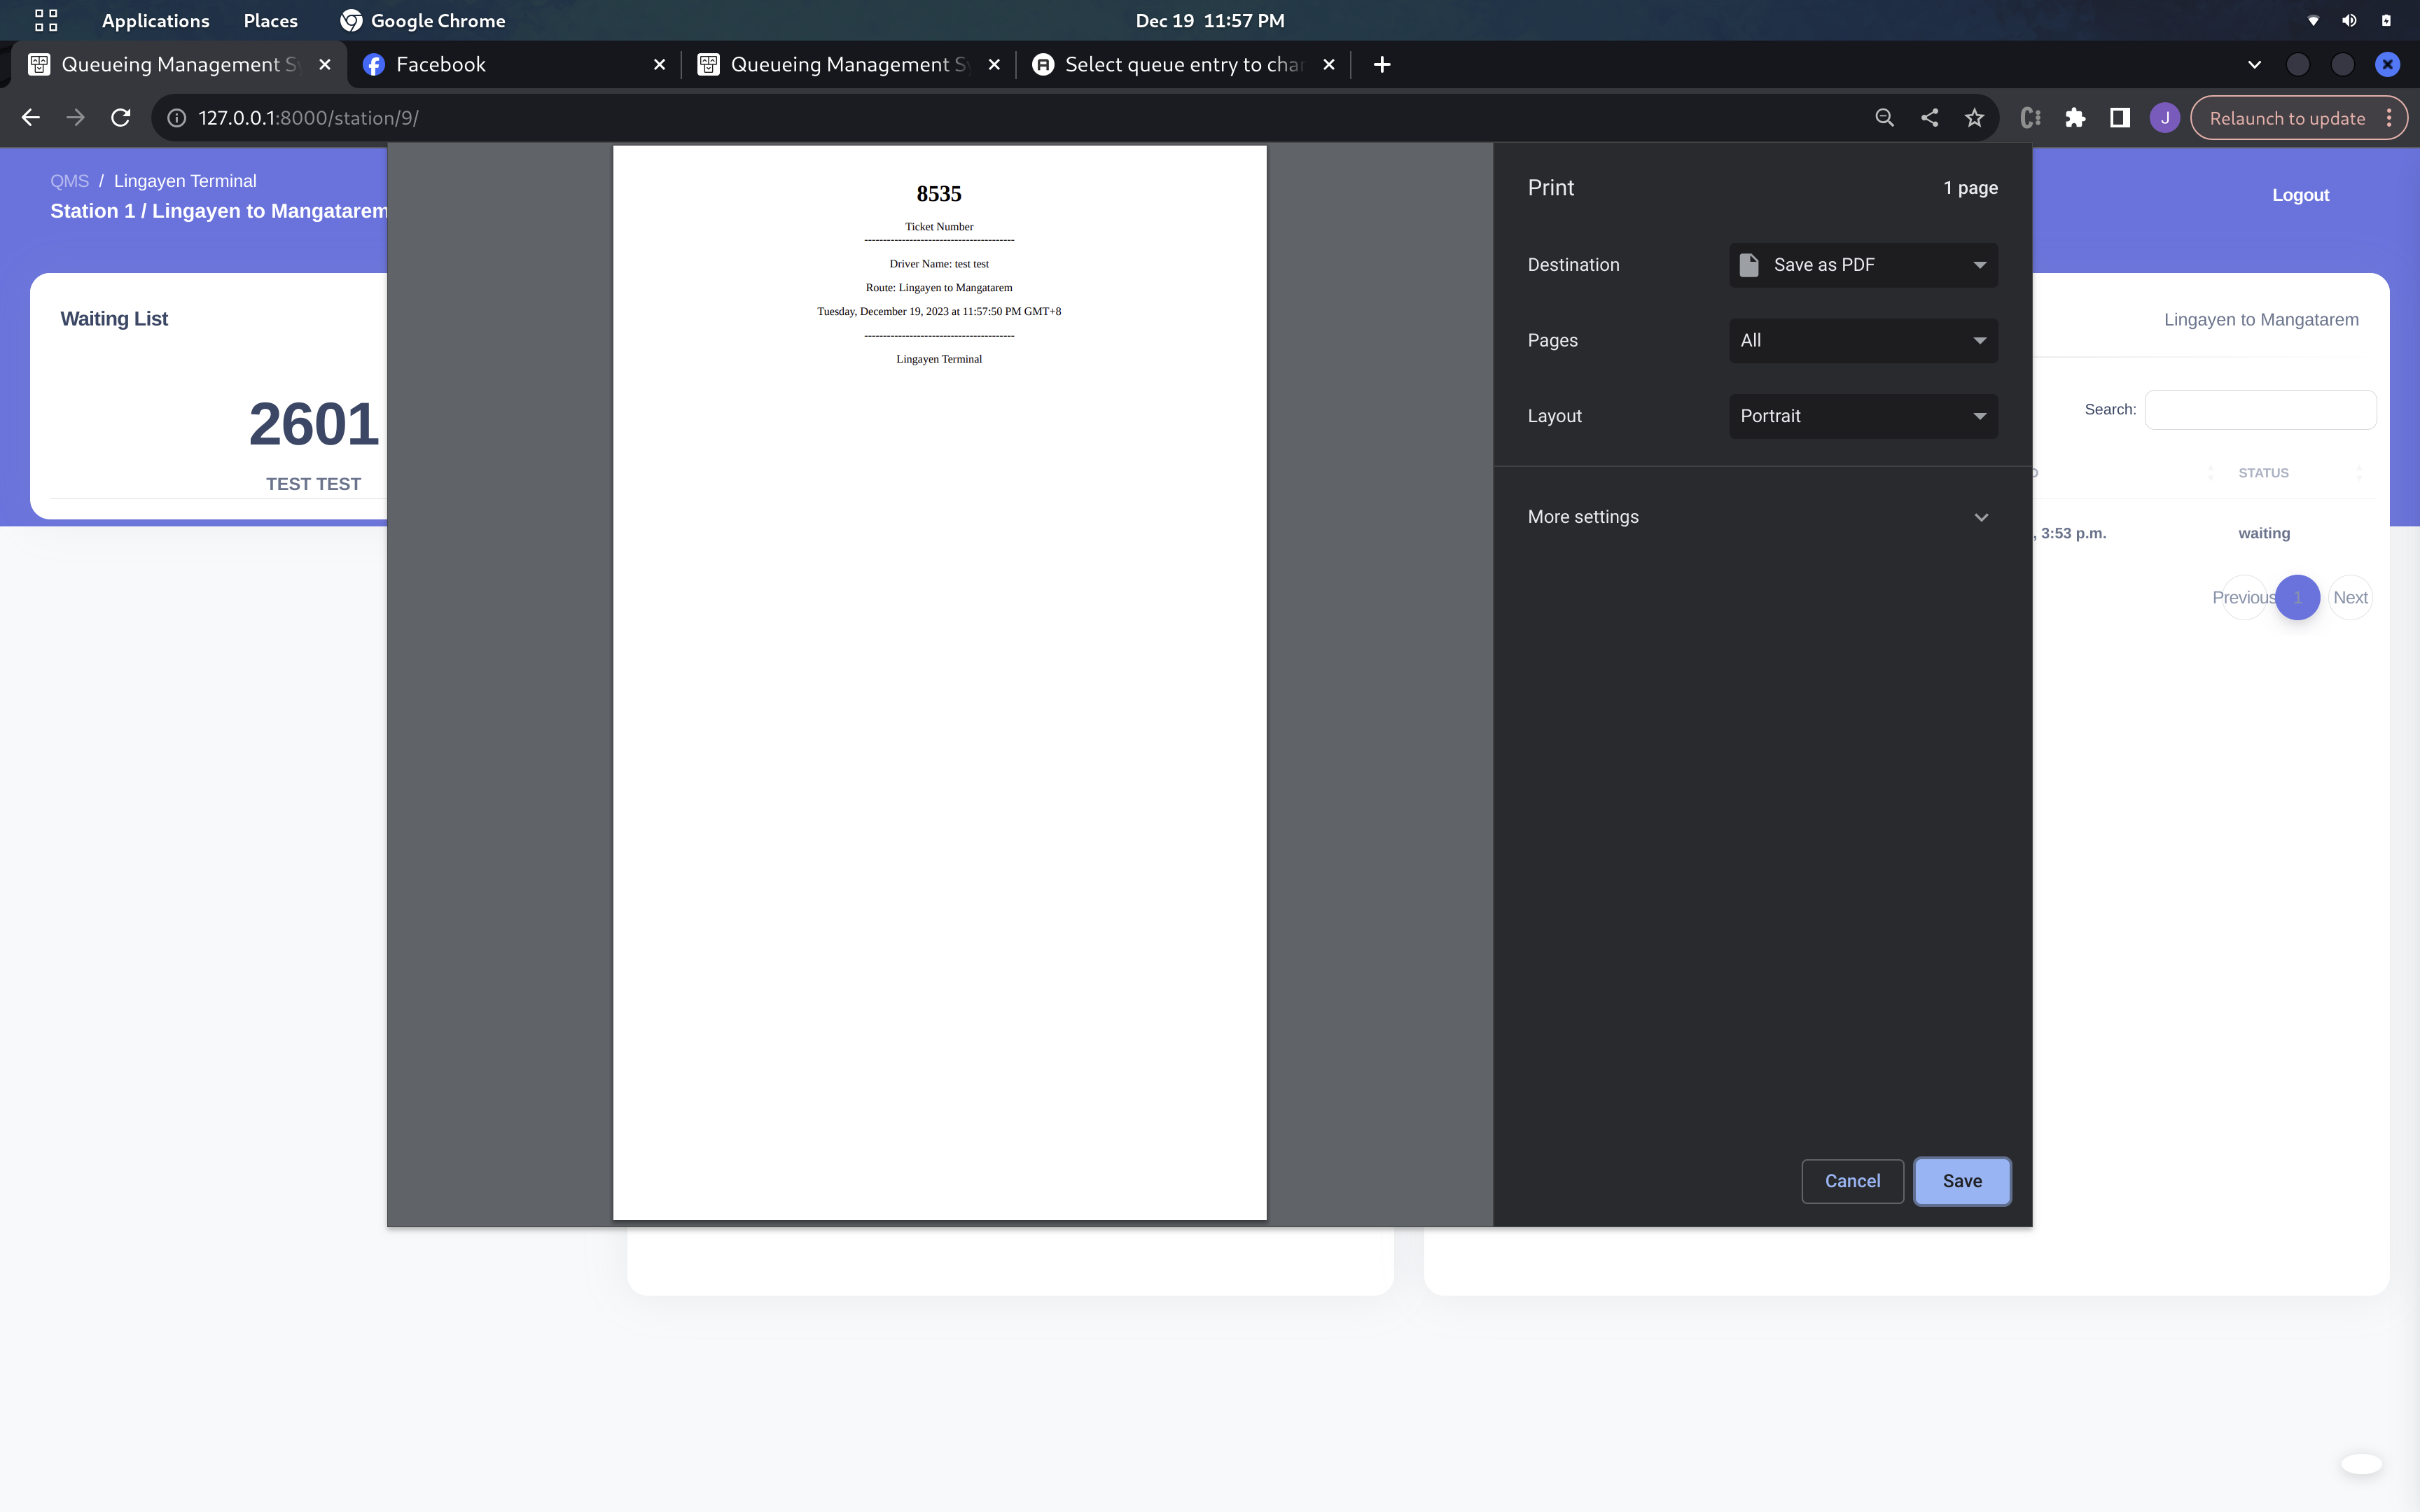 Applications Places Google Chrome Dec 19 11:57 PM
Queueing Management S Facebook Queueing Management S Select queue entry to cha
127.0.0.1:8000/station/9/ J Relaunch to update
QMS / Lingayen Terminal
Station 1 / Lingayen to Mangatarem
Logout
Waiting List
2601
TEST TEST
8535
Ticket Number
----------------------------------------
Driver Name: test test
Route: Lingayen to Mangatarem
Tuesday, December 19, 2023 at 11:57:50 PM GMT+8
----------------------------------------
Lingayen Terminal
Print 1 page
Destination Save as PDF
Pages All
Layout Portrait
More settings
Cancel Save
Lingayen to Mangatarem
Search:
STATUS
, 3:53 p.m. waiting
Previous 1 Next